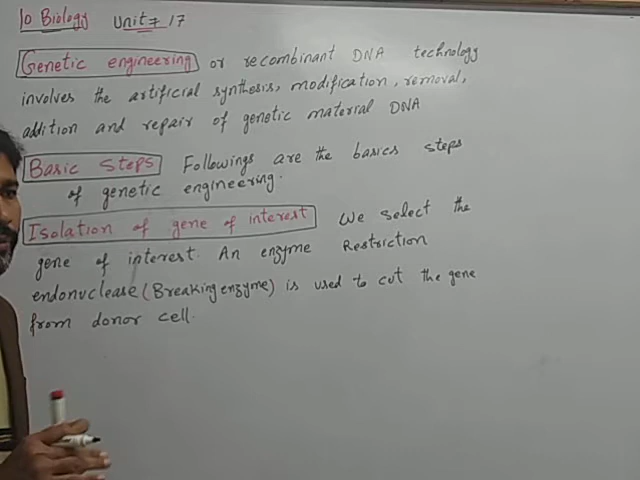 10 Biology Unit # 17
Genetic engineering or recombinant DNA technology
involves the artificial synthesis, modification, removal,
addition and repair of genetic material DNA
Basic Steps Followings are the basics steps
of genetic engineering.
Isolation of gene of interest We select the
gene of interest. An enzyme Restriction
endonuclease (Breaking enzyme) is used to cut the gene
from donor cell.